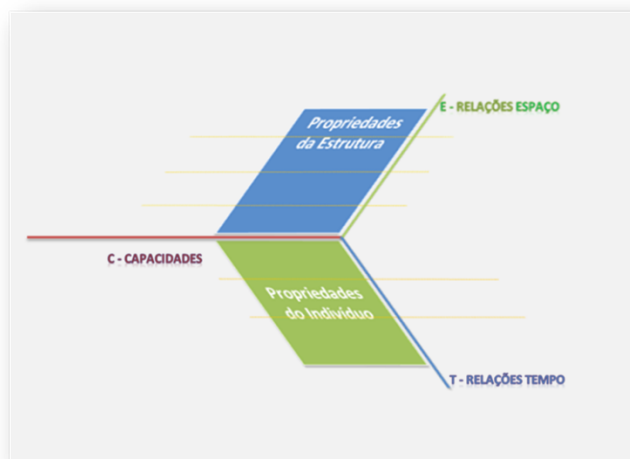 E - RELAÇÕES ESPAÇO
Propriedades
da Estrutura
C - CAPACIDADES
Propriedades
do Indivíduo
T - RELAÇÕES TEMPO